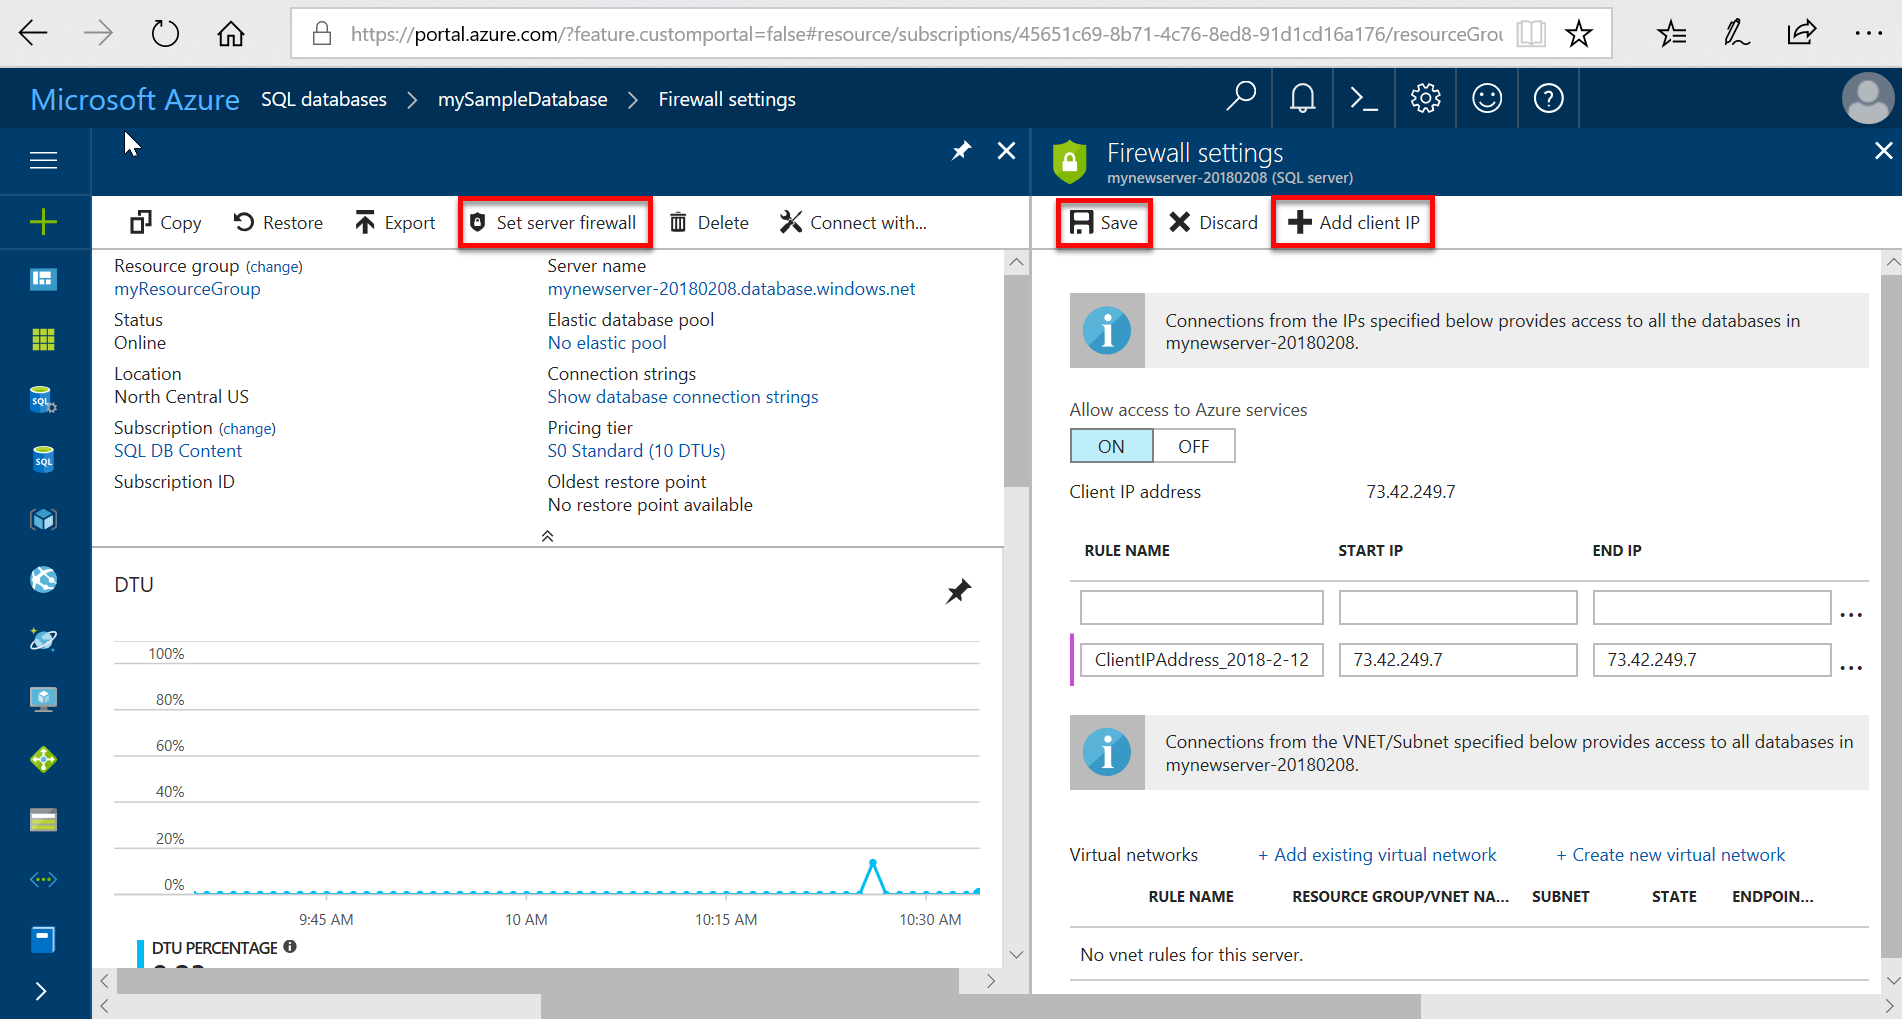 https://portal.azure.com/?feature.customportal=false#resource/subscriptions/45651c69-8b71-4c76-8ed8-91d1cd16a176/resourceGrou
Microsoft Azure SQL databases > mySampleDatabase > Firewall settings
Firewall settings
mynewserver-20180208 (SQL server)
Copy Restore Export Set server firewall Delete Connect with...
Save Discard Add client IP
Resource group (change)
myResourceGroup
Status
Online
Location
North Central US
Subscription (change)
SQL DB Content
Subscription ID
Server name
mynewserver-20180208.database.windows.net
Elastic database pool
No elastic pool
Connection strings
Show database connection strings
Pricing tier
S0 Standard (10 DTUs)
Oldest restore point
No restore point available
DTU
100%
80%
60%
40%
20%
0%
9:45 AM 10 AM 10:15 AM 10:30 AM
DTU PERCENTAGE
Connections from the IPs specified below provides access to all the databases in
mynewserver-20180208.
Allow access to Azure services
ON OFF
Client IP address 73.42.249.7
RULE NAME START IP END IP
...
ClientIPAddress_2018-2-12 73.42.249.7 73.42.249.7 ...
Connections from the VNET/Subnet specified below provides access to all databases in
mynewserver-20180208.
Virtual networks + Add existing virtual network + Create new virtual network
RULE NAME RESOURCE GROUP/VNET NA... SUBNET STATE ENDPOIN...
No vnet rules for this server.
SQL
SQL